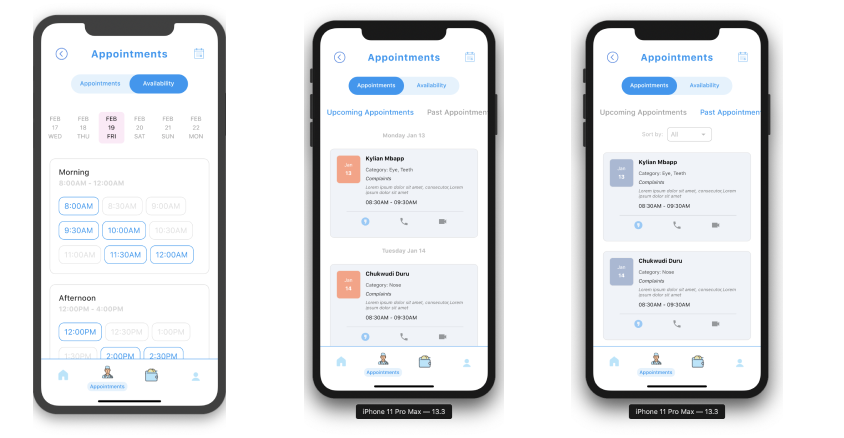 Appointments
Appointments Availability
FEB FEB FEB FEB FEB FEB
17 18 19 20 21 22
WED THU FRI SAT SUN MON
Morning
8:00AM - 12:00AM
8:00AM 8:30AM 9:00AM
9:30AM 10:00AM 10:30AM
11:00AM 11:30AM 12:00AM
Afternoon
12:00PM - 4:00PM
12:00PM 12:30PM 1:00PM
1:30PM 2:00PM 2:30PM
Appointments
Appointments
Appointments Availability
Upcoming Appointments Past Appointmen
Monday Jan 13
Jan
13
Kylian Mbapp
Category: Eye, Teeth
Complaints
Lorem ipsum dolor sit amet, consecutur,Lorem
ipsum dolor sit amet
08:30AM - 09:30AM
Tuesday Jan 14
Jan
14
Chukwudi Duru
Category: Nose
Complaints
Lorem ipsum dolor sit amet, consecutur,Lorem
ipsum dolor sit amet
08:30AM - 09:30AM
Appointments
iPhone 11 Pro Max — 13.3
Appointments
Appointments Availability
Upcoming Appointments Past Appointmen
Sort by: All
Jan
13
Kylian Mbapp
Category: Eye, Teeth
Complaints
Lorem ipsum dolor sit amet, consecutur,Lorem
ipsum dolor sit amet
08:30AM - 09:30AM
Jan
14
Chukwudi Duru
Category: Nose
Complaints
Lorem ipsum dolor sit amet, consecutur,Lorem
ipsum dolor sit amet
08:30AM - 09:30AM
Appointments
iPhone 11 Pro Max — 13.3